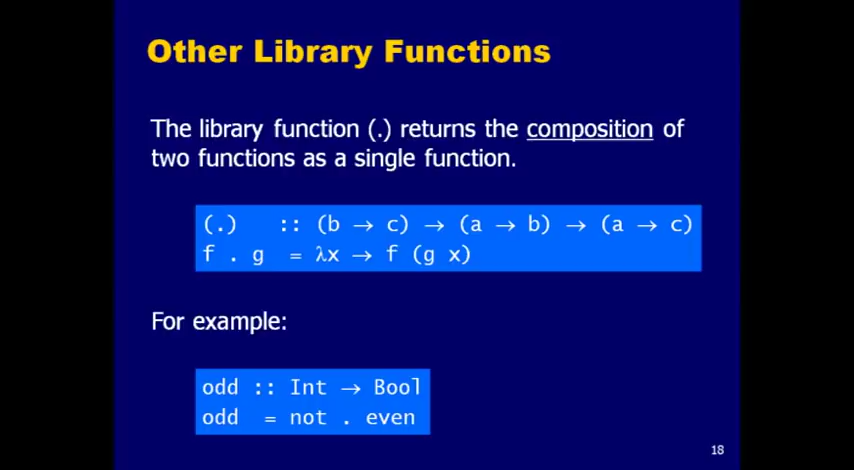 Other Library Functions
The library function (.) returns the composition of
two functions as a single function.
(.) :: (b → c) → (a → b) → (a → c)
f . g = λx → f (g x)
For example:
odd :: Int → Bool
odd = not . even
18